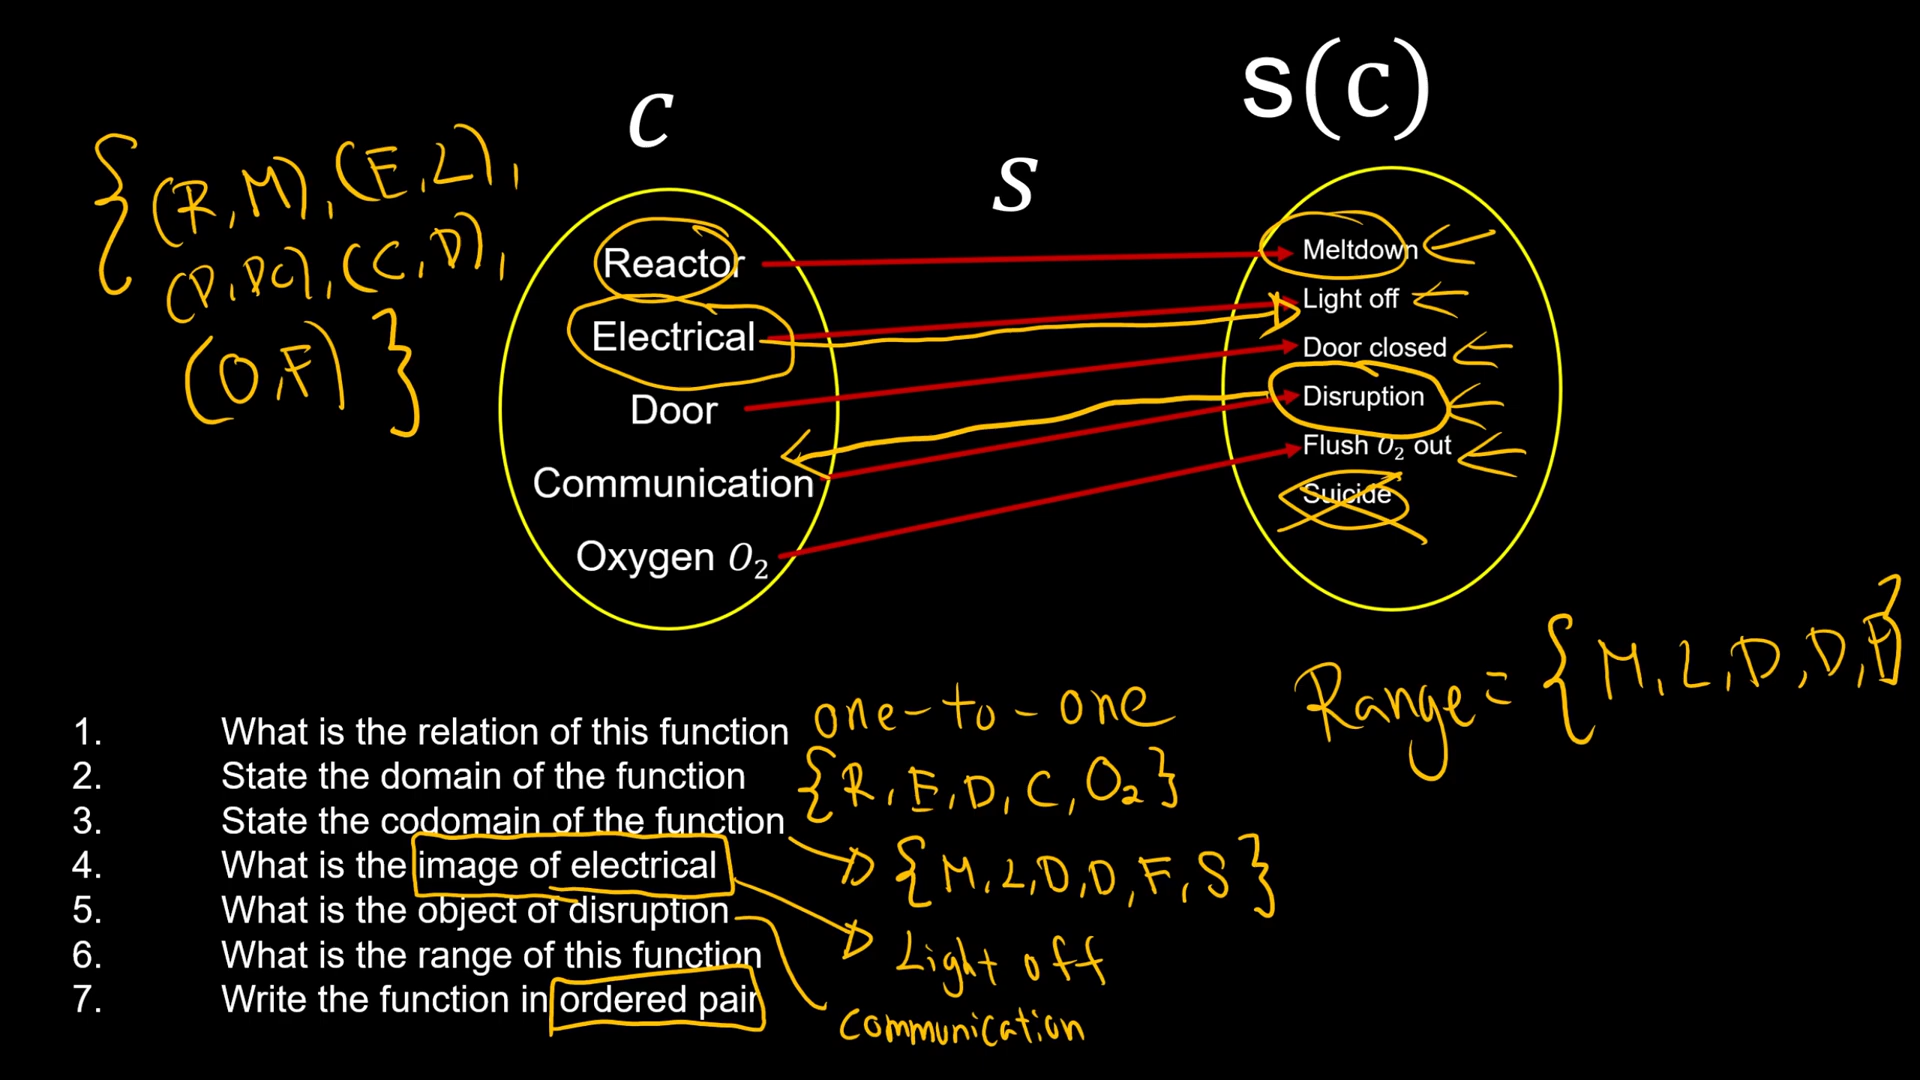 c
s(c)
s
{(R,M),(E,L),
(D,DC),(C,D),
(O,F)}
Reactor
Electrical
Door
Communication
Oxygen O₂
Meltdown
Light off
Door closed
Disruption
Flush O₂ out
Suicide
Range = {M,L,D,D,F}
1. What is the relation of this function one-to-one
2. State the domain of the function {R,E,D,C,O₂}
3. State the codomain of the function {M,L,D,D,F,S}
4. What is the image of electrical Light off
5. What is the object of disruption communication
6. What is the range of this function
7. Write the function in ordered pair